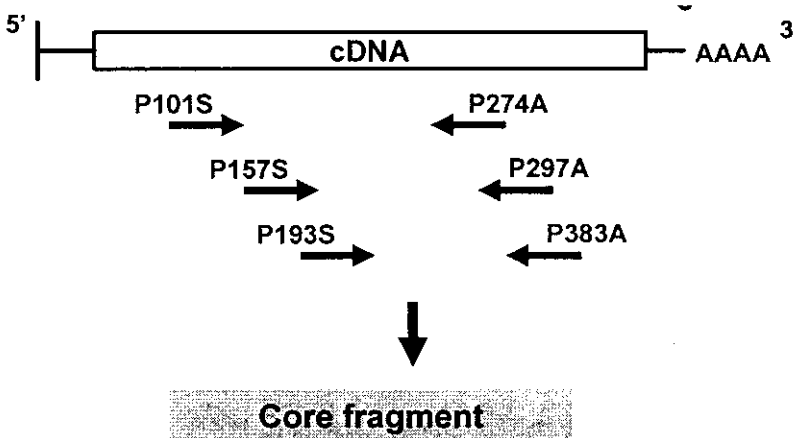 5' 3
cDNA AAAA
P101S P274A
P157S P297A
P193S P383A
Core fragment